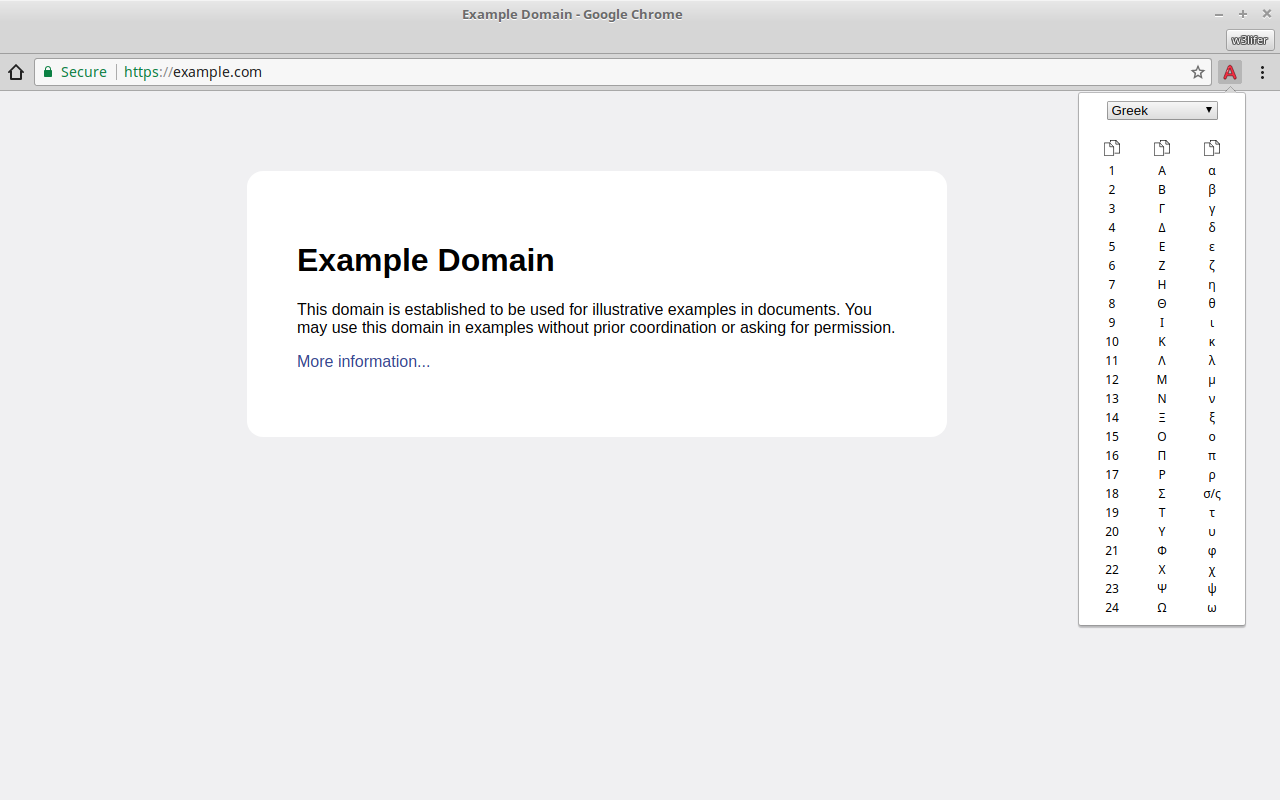 Example Domain - Google Chrome
w3lifer
Secure https://example.com
Greek
1 Α α
2 Β β
3 Γ γ
4 Δ δ
5 Ε ε
6 Ζ ζ
7 Η η
8 Θ θ
9 Ι ι
10 Κ κ
11 Λ λ
12 Μ μ
13 Ν ν
14 Ξ ξ
15 Ο ο
16 Π π
17 Ρ ρ
18 Σ σ/ς
19 Τ τ
20 Υ υ
21 Φ φ
22 Χ χ
23 Ψ ψ
24 Ω ω
Example Domain
This domain is established to be used for illustrative examples in documents. You
may use this domain in examples without prior coordination or asking for permission.
More information...